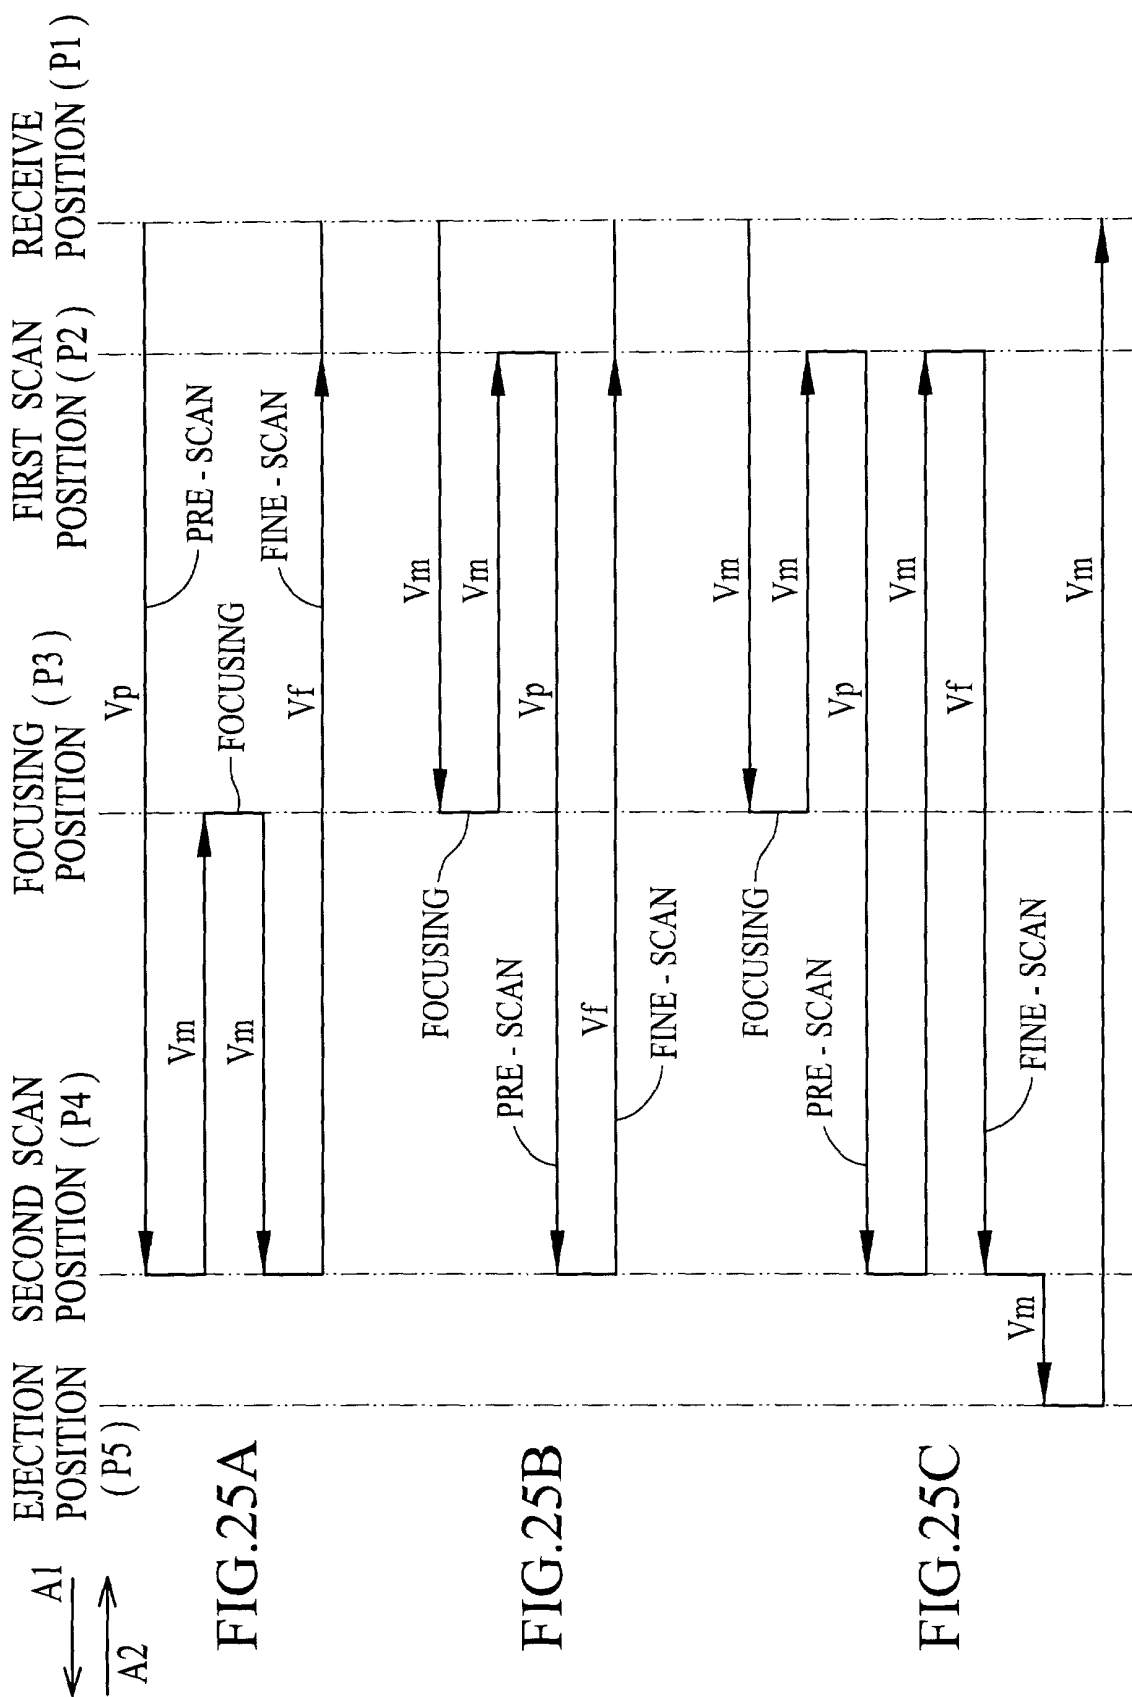 A1
A2
EJECTION
POSITION
( P5 )
SECOND SCAN
POSITION ( P4 )
FOCUSING
POSITION ( P3 )
FIRST SCAN
POSITION ( P2 )
RECEIVE
POSITION ( P1 )
FIG.25A
Vp
PRE - SCAN
Vm
FOCUSING
Vm
Vf
FINE - SCAN
FIG.25B
Vm
FOCUSING
Vm
PRE - SCAN
Vp
Vf
FINE - SCAN
FIG.25C
Vm
FOCUSING
Vm
PRE - SCAN
Vp
Vm
Vf
FINE - SCAN
Vm
Vm